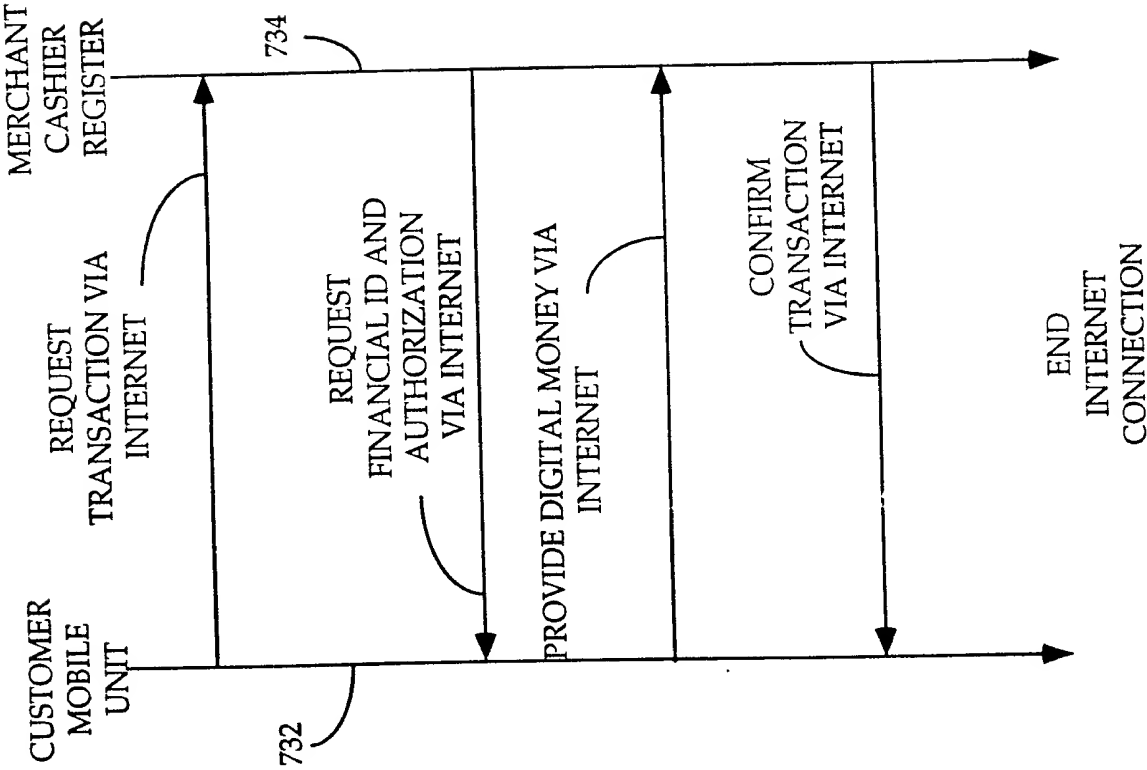 CUSTOMER
MOBILE
UNIT
MERCHANT
CASHIER
REGISTER
732
734
REQUEST
TRANSACTION VIA
INTERNET
REQUEST
FINANCIAL ID AND
AUTHORIZATION
VIA INTERNET
PROVIDE DIGITAL MONEY VIA
INTERNET
CONFIRM
TRANSACTION
VIA INTERNET
END
INTERNET
CONNECTION